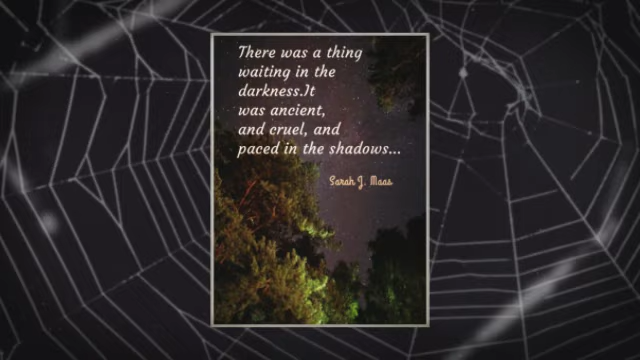 There was a thing
waiting in the
darkness.It
was ancient,
and cruel, and
paced in the shadows...
Sarah J. Maas